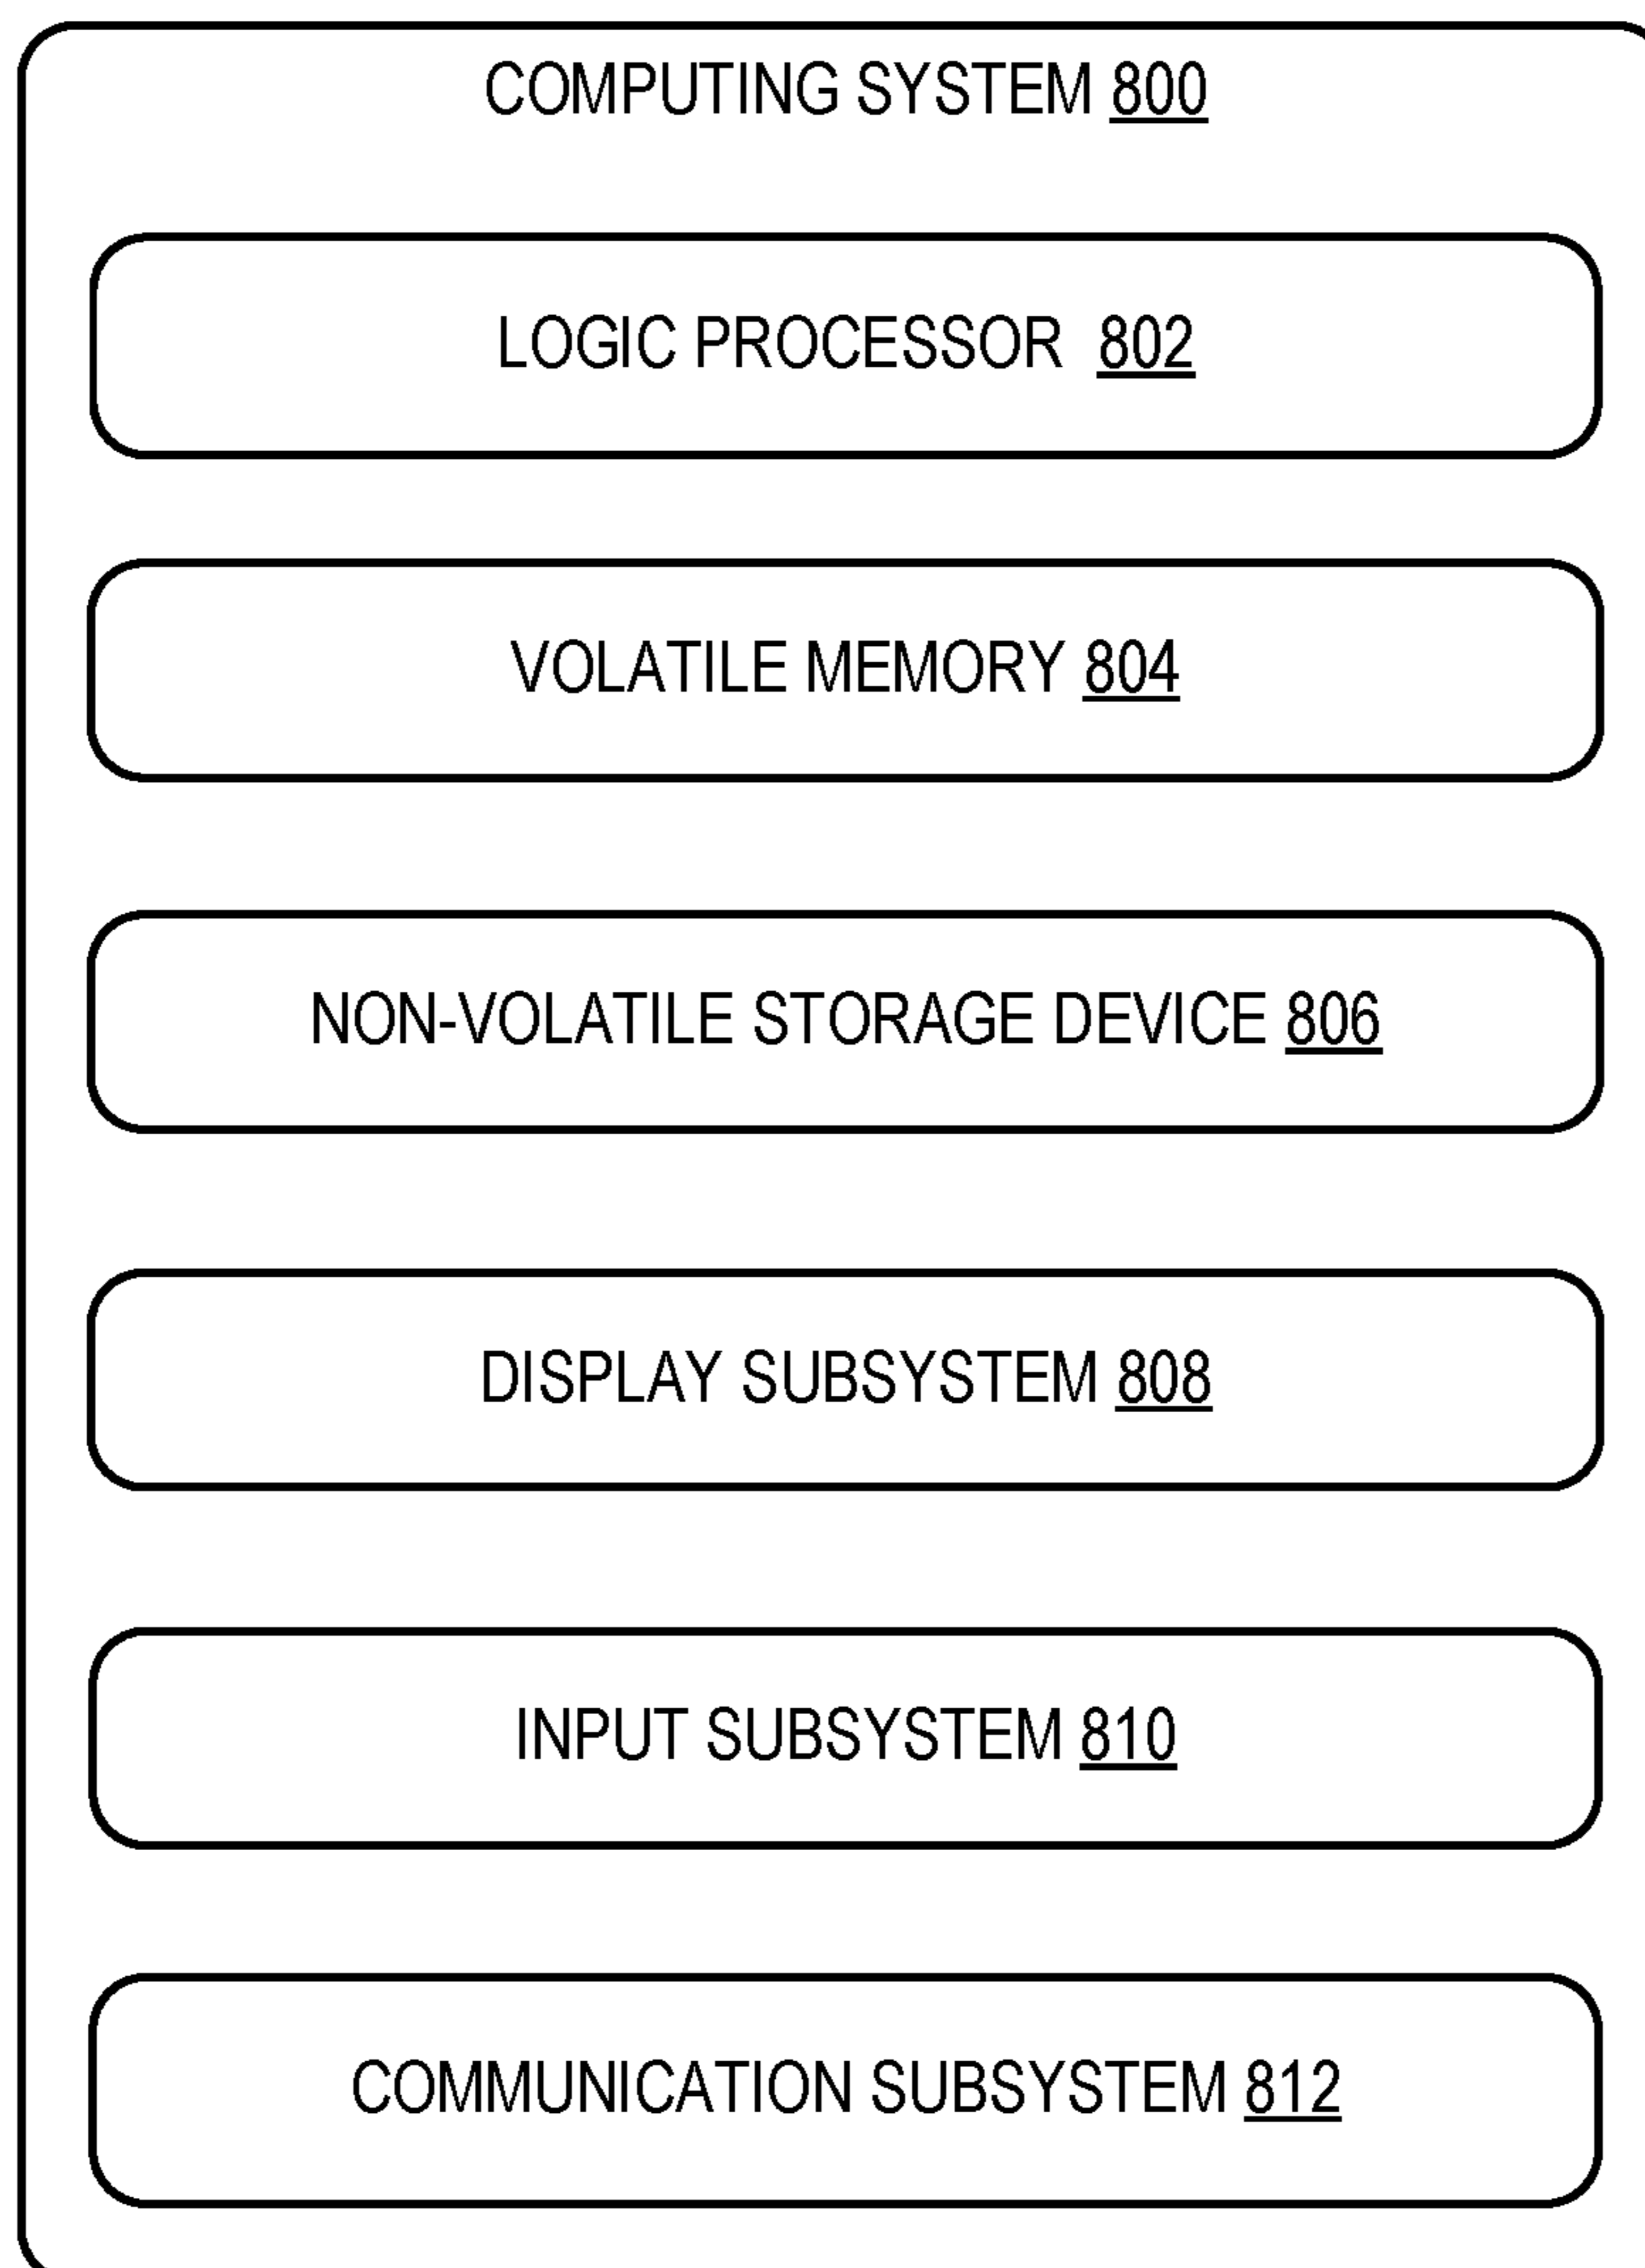 COMPUTING SYSTEM 800
LOGIC PROCESSOR 802
VOLATILE MEMORY 804
NON-VOLATILE STORAGE DEVICE 806
DISPLAY SUBSYSTEM 808
INPUT SUBSYSTEM 810
COMMUNICATION SUBSYSTEM 812